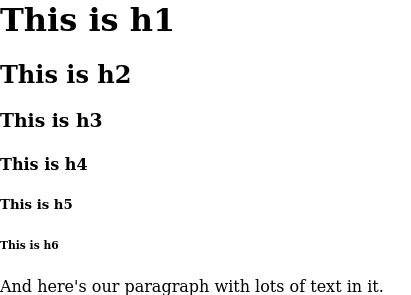 This is h1
This is h2
This is h3
This is h4
This is h5
This is h6
And here's our paragraph with lots of text in it.